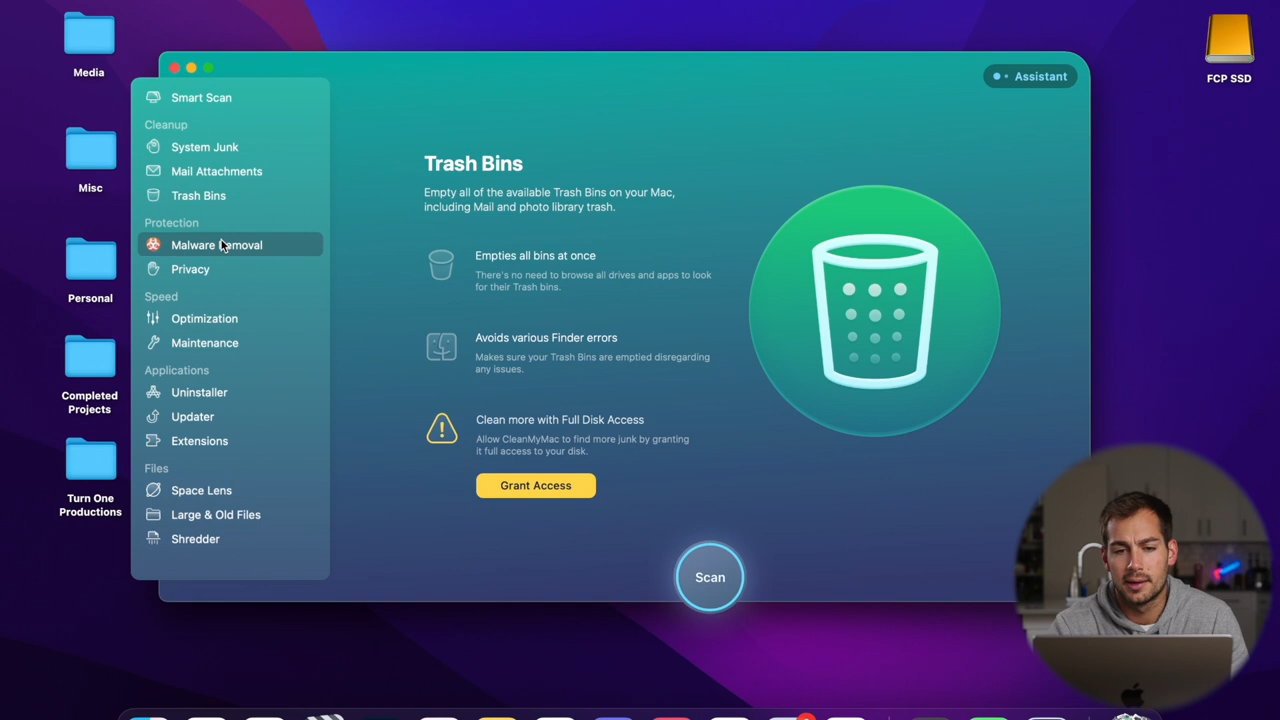 Media
Misc
Personal
Completed
Projects
Turn One
Productions
FCP SSD
Smart Scan
Cleanup
System Junk
Mail Attachments
Trash Bins
Protection
Malware Removal
Privacy
Speed
Optimization
Maintenance
Applications
Uninstaller
Updater
Extensions
Files
Space Lens
Large & Old Files
Shredder
Assistant
Trash Bins
Empty all of the available Trash Bins on your Mac,
including Mail and photo library trash.
Empties all bins at once
There's no need to browse all drives and apps to look
for their Trash bins.
Avoids various Finder errors
Makes sure your Trash Bins are emptied disregarding
any issues.
Clean more with Full Disk Access
Allow CleanMyMac to find more junk by granting
it full access to your disk.
Grant Access
Scan